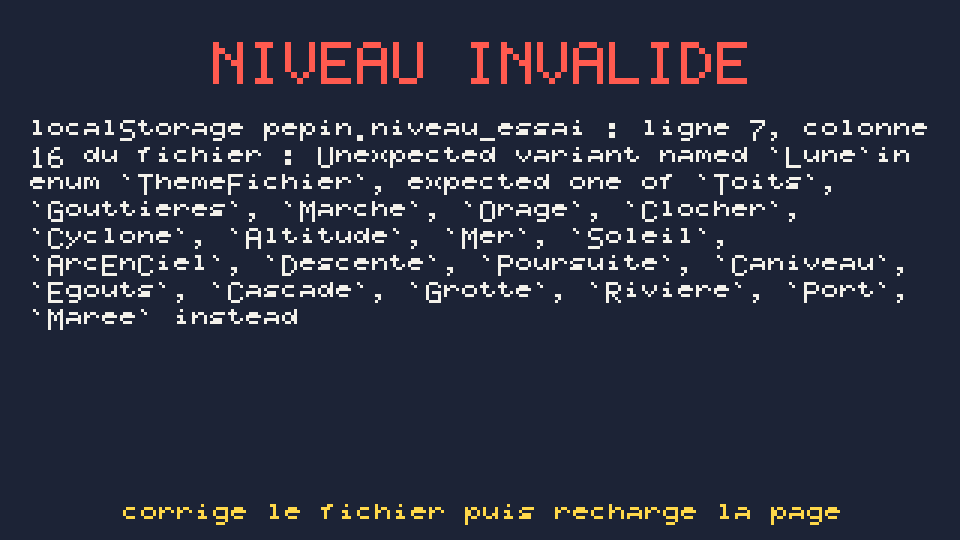 NIVEAU INVALIDE
localStorage pepin.niveau_essai : ligne 7, colonne
16 du fichier : Unexpected variant named `Lune`in
enum `ThemeFichier`, expected one of `Toits`,
`Gouttieres`, `Marche`, `Orage`, `Clocher`,
`Cyclone`, `Altitude`, `Mer`, `Soleil`,
`ArcEnCiel`, `Descente`, `Poursuite`, `Caniveau`,
`Egouts`, `Cascade`, `Grotte`, `Riviere`, `Port`,
`Maree` instead
corrige le fichier puis recharge la page